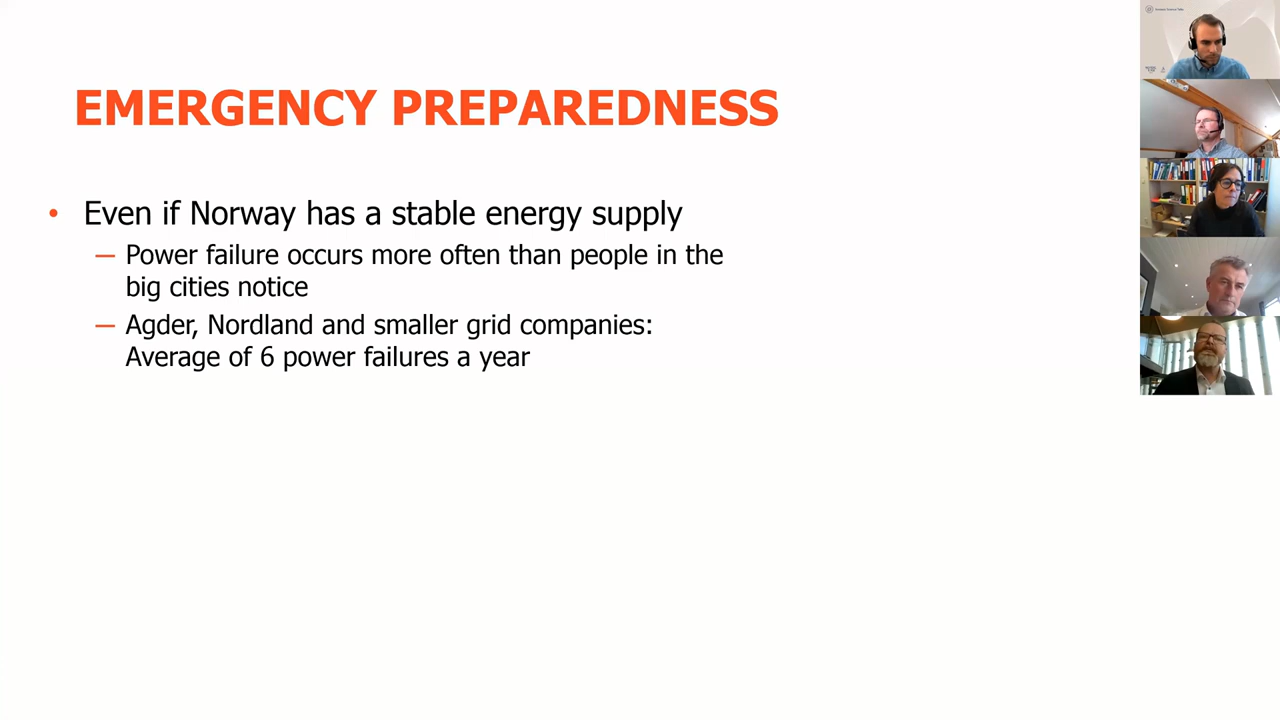 EMERGENCY PREPAREDNESS
• Even if Norway has a stable energy supply
— Power failure occurs more often than people in the
big cities notice
— Agder, Nordland and smaller grid companies:
Average of 6 power failures a year